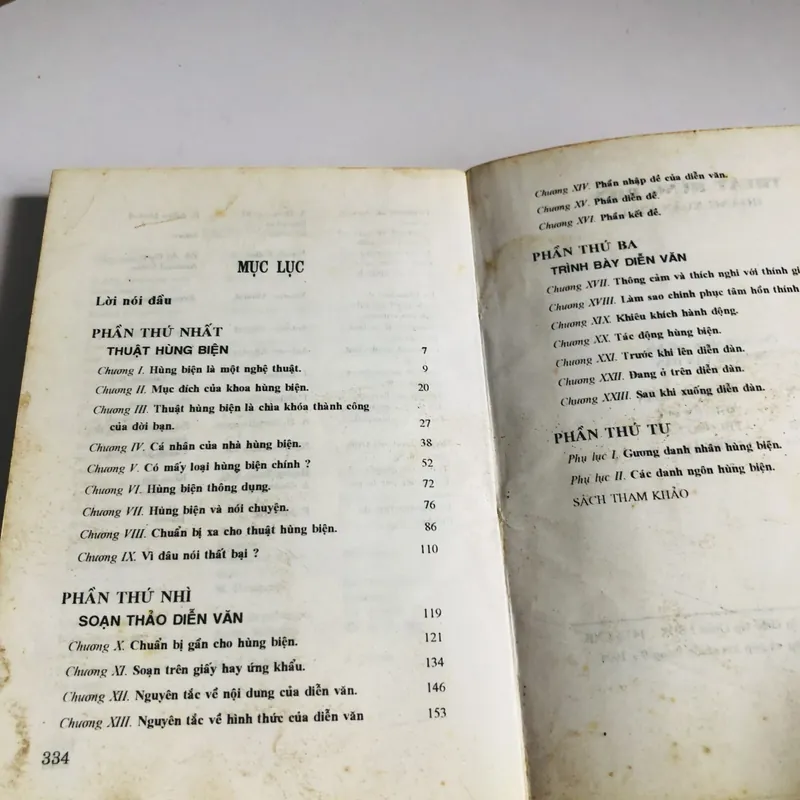 MỤC LỤC
Lời nói đầu
PHẦN THỨ NHẤT
THUẬT HÙNG BIỆN 7
Chương I. Hùng biện là một nghệ thuật. 9
Chương II. Mục đích của khoa hùng biện. 20
Chương III. Thuật hùng biện là chìa khóa thành công
của đời bạn. 27
Chương IV. Cá nhân của nhà hùng biện. 38
Chương V. Có mấy loại hùng biện chính ? 52
Chương VI. Hùng biện thông dụng. 72
Chương VII. Hùng biện và nói chuyện. 76
Chương VIII. Chuẩn bị xa cho thuật hùng biện. 86
Chương IX. Vì đâu nói thất bại ? 110
PHẦN THỨ NHÌ
SOẠN THẢO DIỄN VĂN 119
Chương X. Chuẩn bị gần cho hùng biện. 121
Chương XI. Soạn trên giấy hay ứng khẩu. 134
Chương XII. Nguyên tắc về nội dung của diễn văn. 146
Chương XIII. Nguyên tắc về hình thức của diễn văn 153
334
Chương XIV. Phần nhập đề của diễn văn.
Chương XV. Phần diễn đề.
Chương XVI. Phần kết đề.
PHẦN THỨ BA
TRÌNH BÀY DIỄN VĂN
Chương XVII. Thông cảm và thích nghi với thính gi
Chương XVIII. Làm sao chinh phục tâm hồn thính
Chương XIX. Khiêu khích hành động.
Chương XX. Tác động hùng biện.
Chương XXI. Trước khi lên diễn đàn.
Chương XXII. Đang ở trên diễn đàn.
Chương XXIII. Sau khi xuống diễn đàn.
PHẦN THỨ TƯ
Phụ lục I. Gương danh nhân hùng biện.
Phụ lục II. Các danh ngôn hùng biện.
SÁCH THAM KHẢO